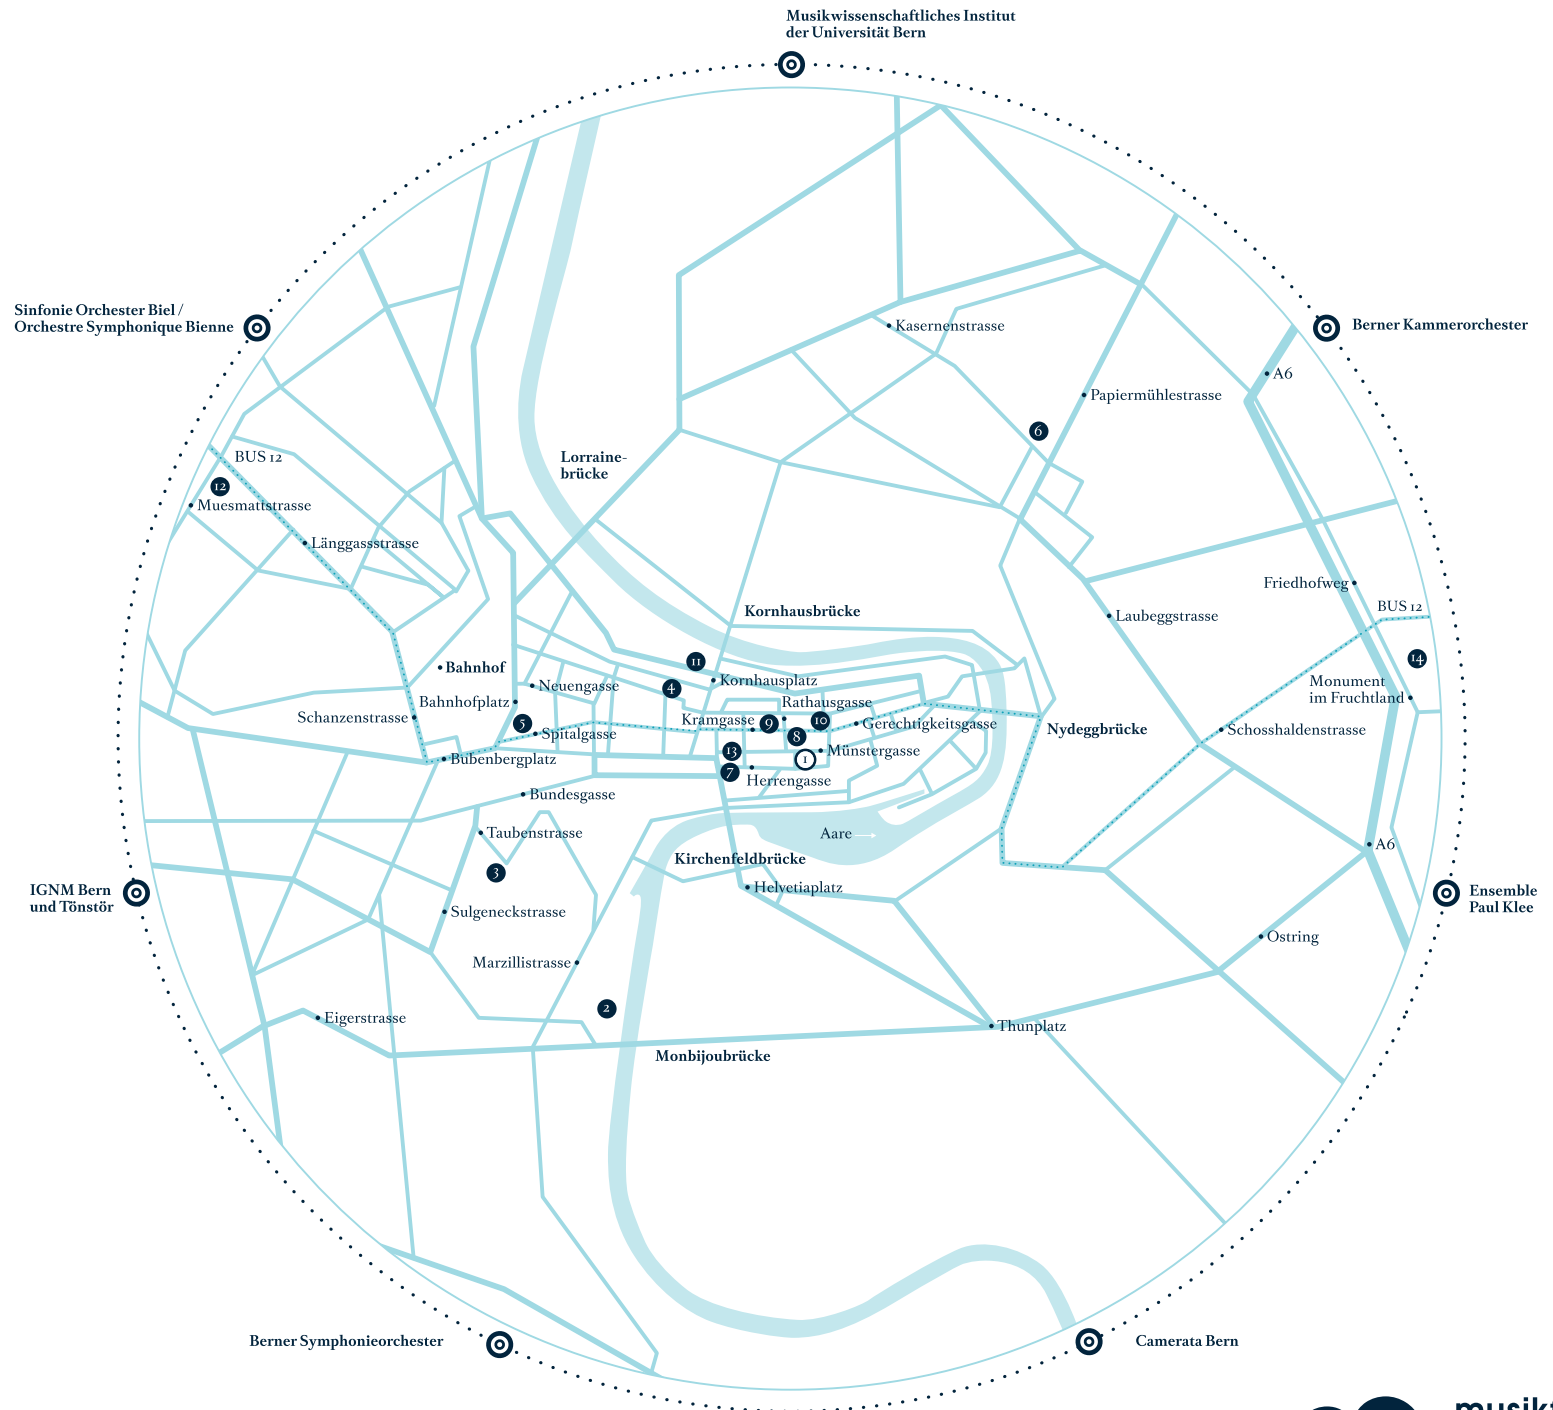 Musikwissenschaftliches Institut
der Universität Bern
Sinfonie Orchester Biel /
Orchestre Symphonique Bienne
Berner Kammerorchester
Kasernenstrasse
A6
Papiermühlestrasse
6
Lorraine-
brücke
BUS 12
12
Muesmattstrasse
Länggassstrasse
Friedhofweg
BUS 12
Kornhausbrücke
Laubeggstrasse
14
11
Bahnhof
Kornhausplatz
Monument
im Fruchtland
4
Neuengasse
Bahnhofplatz
Rathausgasse
Schanzenstrasse
Kramgasse
9
10
Gerechtigkeitsgasse
5
Spitalgasse
8
Nydeggbrücke
Schosshaldenstrasse
13
Münstergasse
Bubenbergplatz
1
7
Herrengasse
Bundesgasse
Taubenstrasse
Aare
A6
Kirchenfeldbrücke
3
Helvetiaplatz
IGNM Bern
und Tönstör
Ensemble
Paul Klee
Sulgeneckstrasse
Ostring
Marzillistrasse
2
Eigerstrasse
Thunplatz
Monbijoubrücke
Berner Symphonieorchester
Camerata Bern